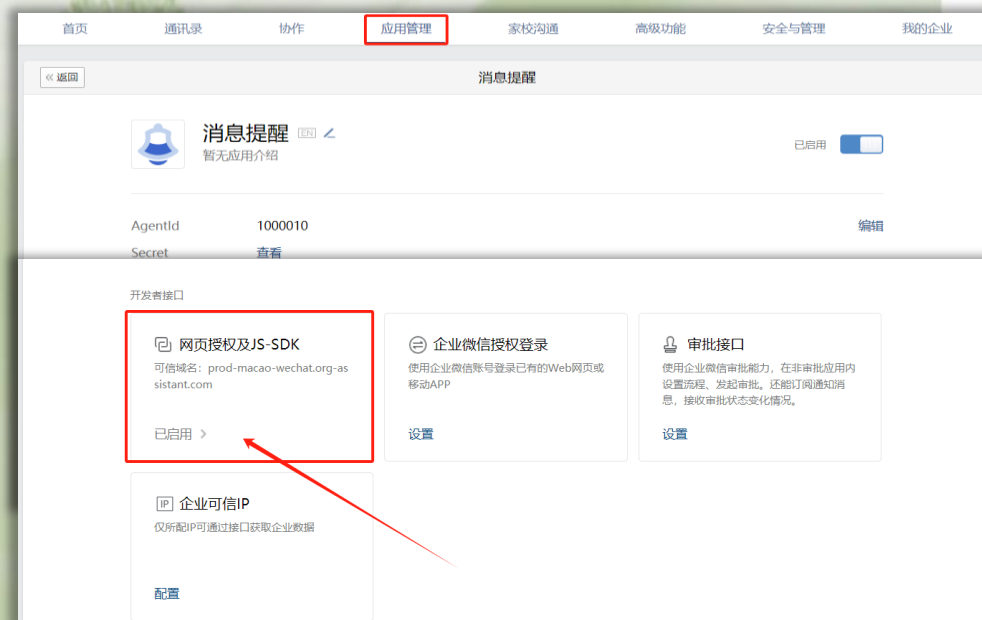 首页 通讯录 协作 应用管理 家校沟通 高级功能 安全与管理 我的企业
« 返回 消息提醒
消息提醒 EN
暂无应用介绍
已启用
AgentId 1000010 编辑
Secret 查看
开发者接口
网页授权及JS-SDK
可信域名：prod-macao-wechat.org-as
sistant.com
已启用
企业微信授权登录
使用企业微信账号登录已有的Web网页或
移动APP
设置
审批接口
使用企业微信审批能力，在非审批应用内
设置流程、发起审批。还能订阅通知消
息，接收审批状态变化情况。
设置
IP 企业可信IP
仅所配IP可通过接口获取企业数据
配置